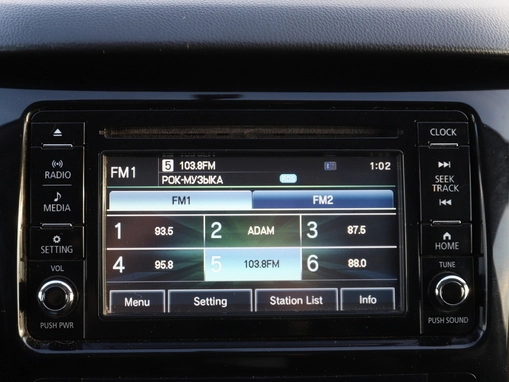 CLOCK
RADIO
MEDIA
SETTING
VOL
PUSH PWR
SEEK
TRACK
HOME
TUNE
PUSH SOUND
FM1
5 103.8FM
1:02
РОК-МУЗЫКА
FM1 FM2
1 93.5 2 ADAM 3 87.5
4 95.8 5 103.8FM 6 88.0
Menu Setting Station List Info